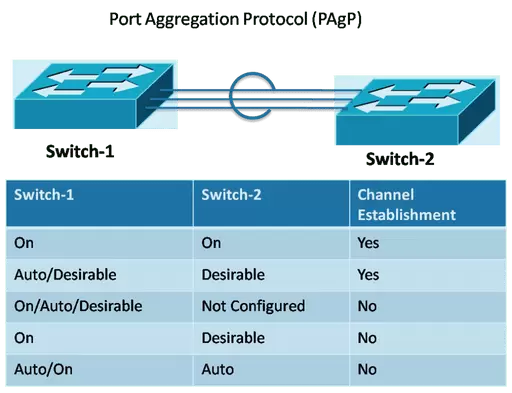 Port Aggregation Protocol (PAgP)
Switch-1
Switch-2
Switch-1 Switch-2 Channel
Establishment
On On Yes
Auto/Desirable Desirable Yes
On/Auto/Desirable Not Configured No
On Desirable No
Auto/On Auto No